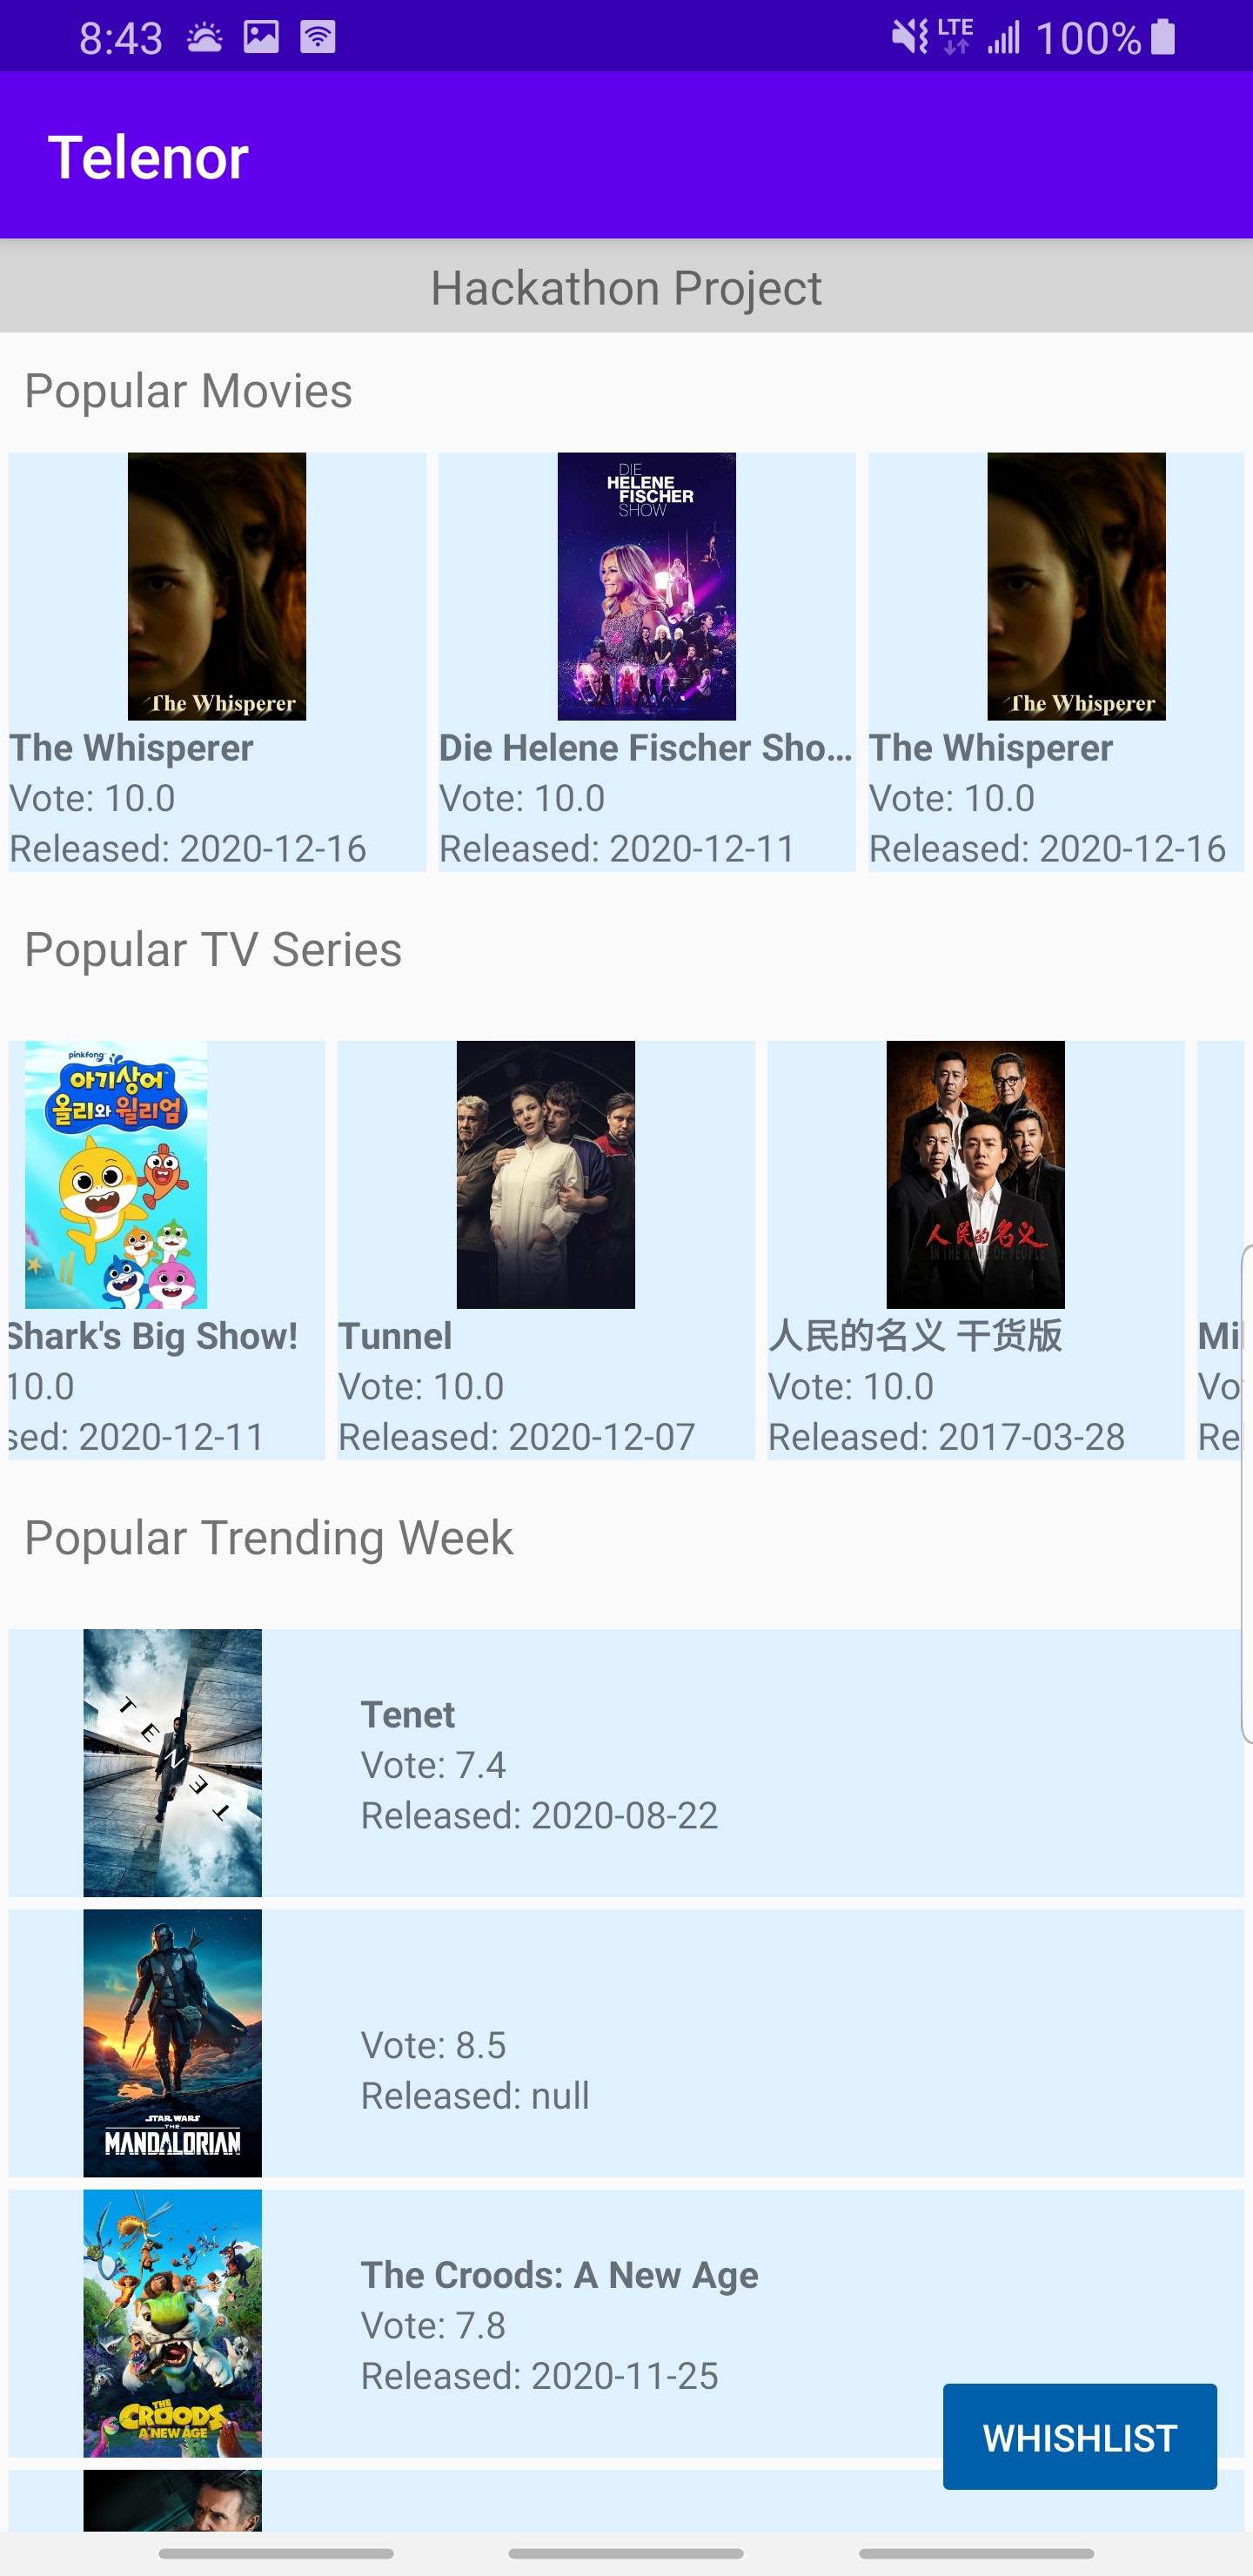 8:43
LTE
100%
Telenor
Hackathon Project
Popular Movies
The Whisperer
DIE
HELENE
FISCHER
SHOW
The Whisperer
The Whisperer
Die Helene Fischer Sho...
The Whisperer
Vote: 10.0
Vote: 10.0
Vote: 10.0
Released: 2020-12-16
Released: 2020-12-11
Released: 2020-12-16
Popular TV Series
pinkfong
아기상어
올리와 윌리엄
人民的名义
IN THE NAME OF PEOPLE
Shark's Big Show!
Tunnel
人民的名义 干货版
Mi
10.0
Vote: 10.0
Vote: 10.0
Vo
sed: 2020-12-11
Released: 2020-12-07
Released: 2017-03-28
Re
Popular Trending Week
TENET
Tenet
Vote: 7.4
Released: 2020-08-22
STAR WARS
THE
MANDALORIAN
Vote: 8.5
Released: null
THE
CROODS
A NEW AGE
The Croods: A New Age
Vote: 7.8
Released: 2020-11-25
WHISHLIST